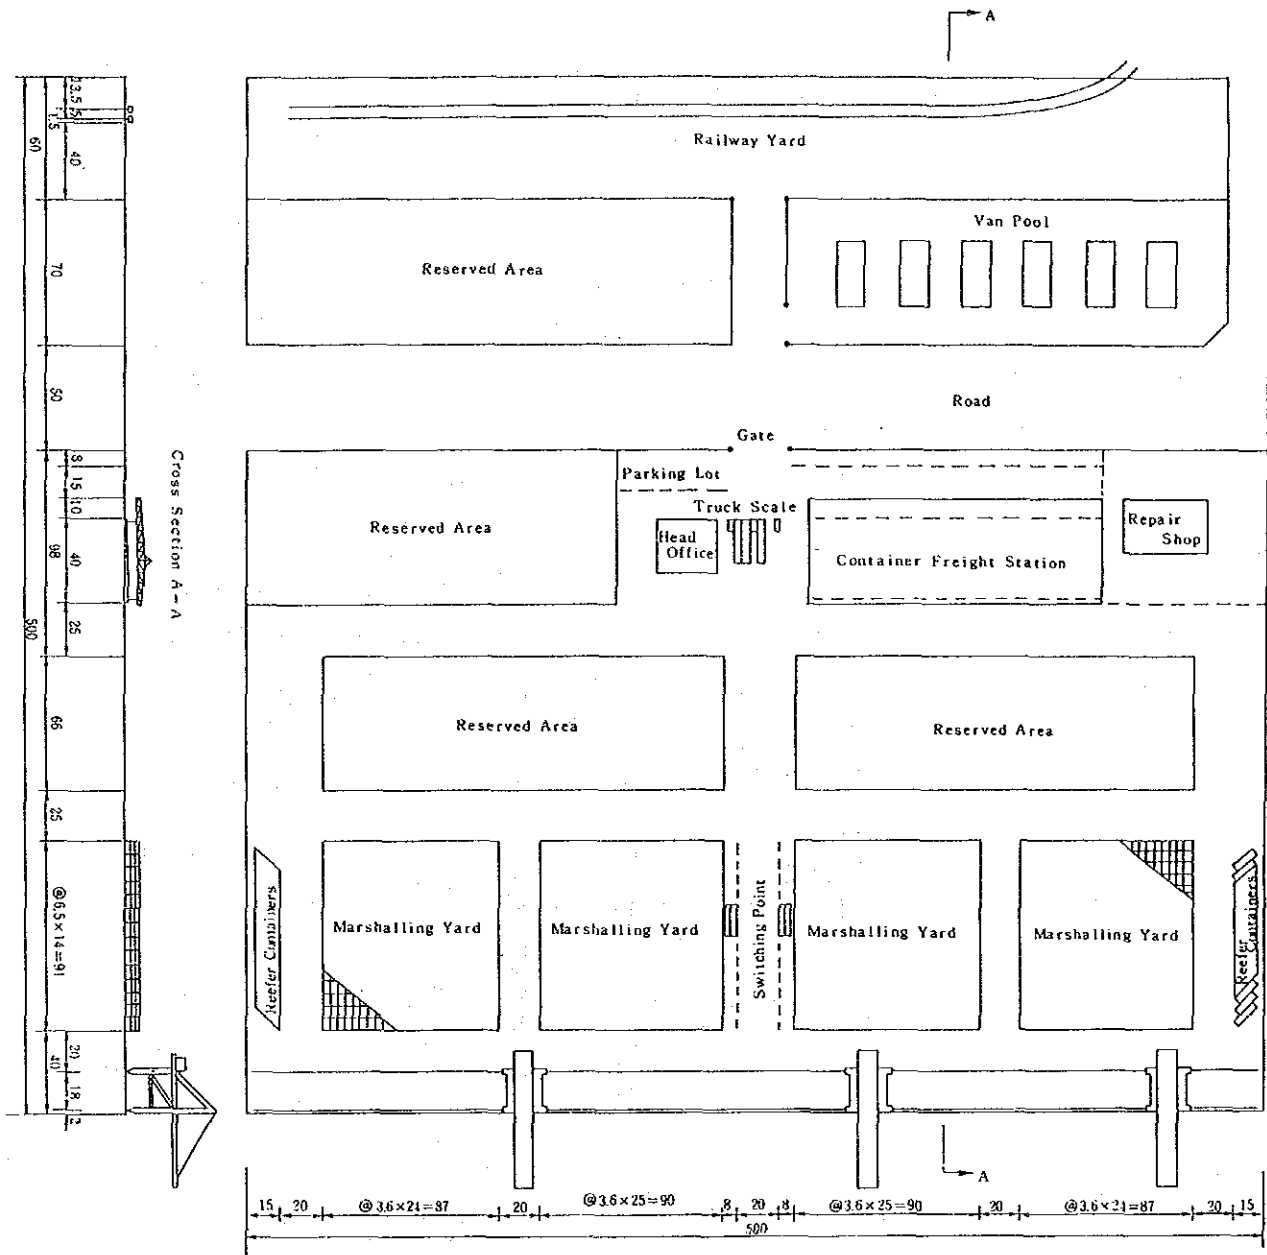 A
13.5
5
1.5
40
60
Railway Yard
Van Pool
Reserved Area
70
50
Road
Gate
Cross Section A-A
8
15
10
40
25
98
500
Parking Lot
Truck Scale
Reserved Area
Head
Office
Container Freight Station
Repair
Shop
66
Reserved Area
Reserved Area
25
@6.5×14=91
Reefer Containers
Marshalling Yard
Marshalling Yard
Switching Point
Marshalling Yard
Marshalling Yard
Reefer
Containers
20
40
18
2
A
15
20
@3.6×24=87
20
@3.6×25=90
8
20
8
@3.6×25=90
20
@3.6×24=87
20
15
500